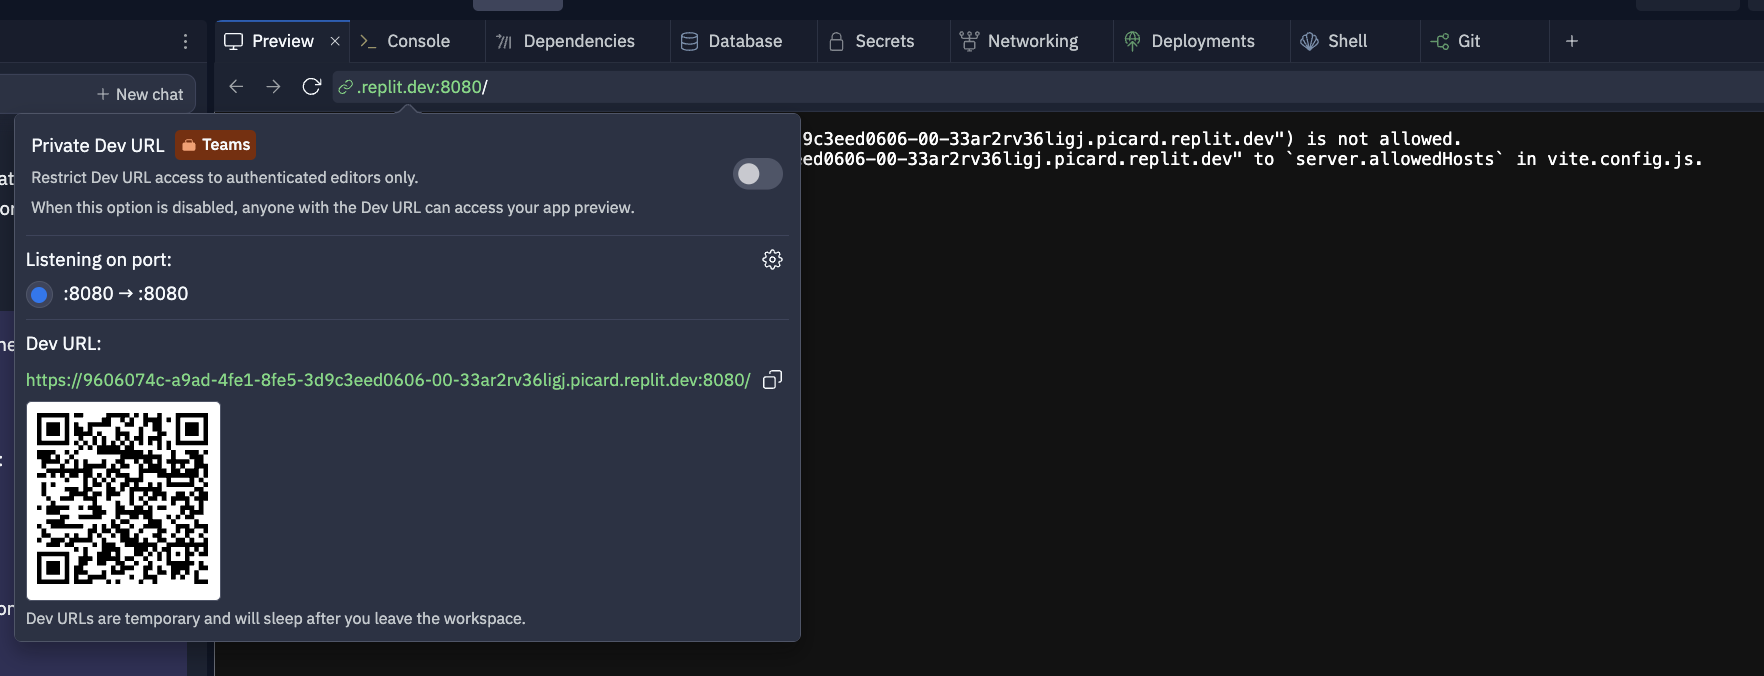 Preview
Console
Dependencies
Database
Secrets
Networking
Deployments
Shell
Git
New chat
.replit.dev:8080/
9c3eed0606-00-33ar2rv36ligj.picard.replit.dev") is not allowed.
ed0606-00-33ar2rv36ligj.picard.replit.dev" to `server.allowedHosts` in vite.config.js.
Private Dev URL
Teams
Restrict Dev URL access to authenticated editors only.
When this option is disabled, anyone with the Dev URL can access your app preview.
Listening on port:
:8080 → :8080
Dev URL:
https://9606074c-a9ad-4fe1-8fe5-3d9c3eed0606-00-33ar2rv36ligj.picard.replit.dev:8080/
Dev URLs are temporary and will sleep after you leave the workspace.